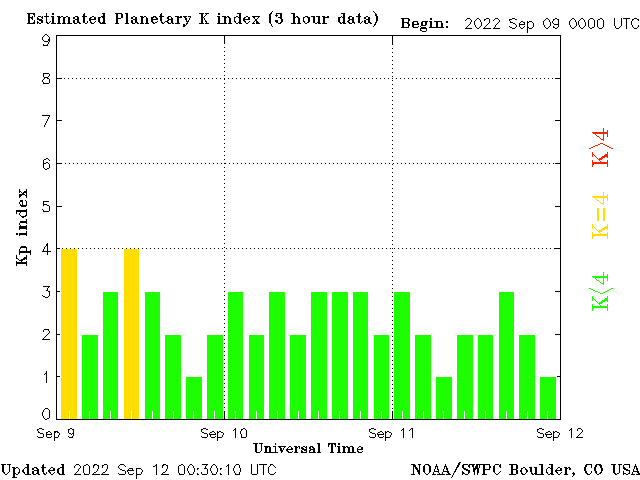 Estimated Planetary K index (3 hour data) Begin: 2022 Sep 09 0000 UTC
9
8
7
6
5
4
3
2
1
0
Kp index
K>4
K=4
K<4
Sep 9 Sep 10 Sep 11 Sep 12
Universal Time
Updated 2022 Sep 12 00:30:10 UTC NOAA/SWPC Boulder, CO USA